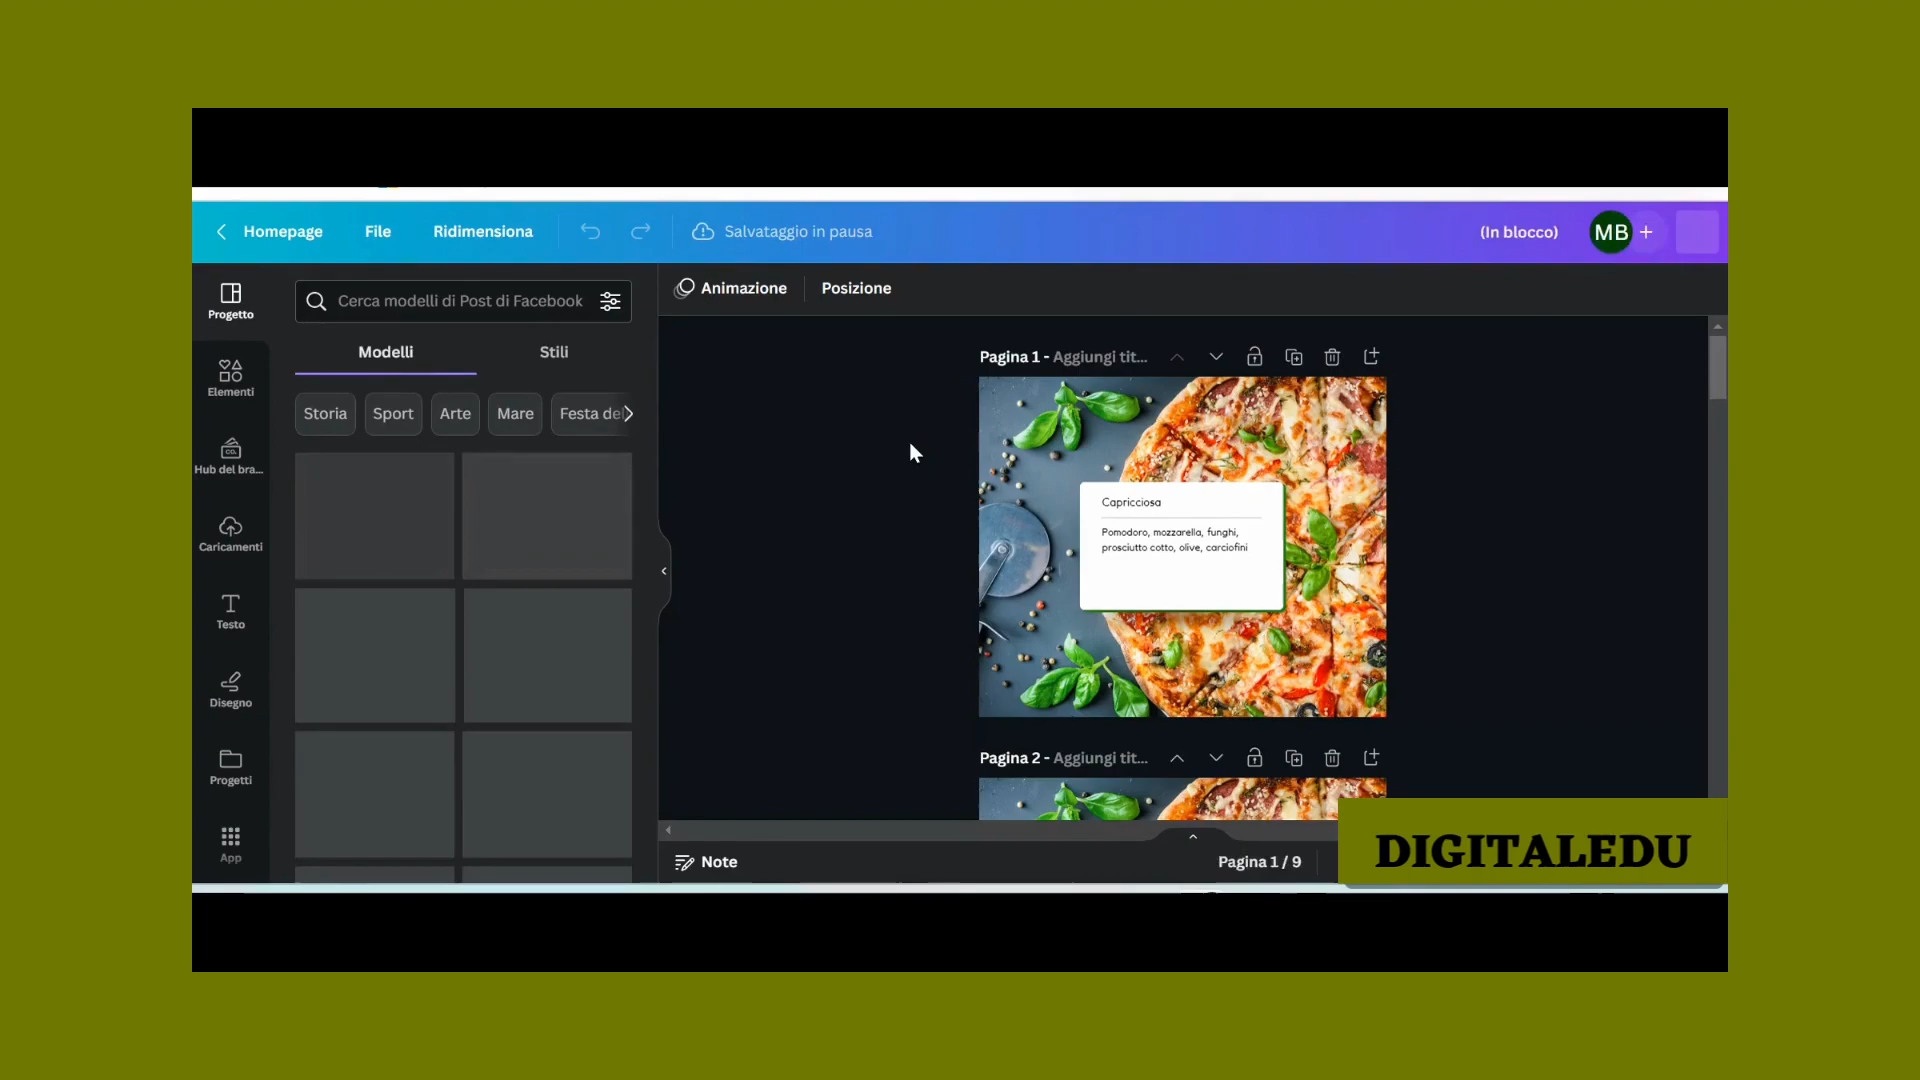 Homepage
File
Ridimensiona
Salvataggio in pausa
(In blocco)
MB
Progetto
Cerca modelli di Post di Facebook
Animazione
Posizione
Modelli
Stili
Storia
Sport
Arte
Mare
Festa de
Elementi
CO.
Hub del bra...
Caricamenti
Testo
Disegno
Progetti
App
Pagina 1 - Aggiungi tit...
Capricciosa
Pomodoro, mozzarella, funghi,
prosciutto cotto, olive, carciofini
Pagina 2 - Aggiungi tit...
Note
Pagina 1 / 9
DIGITALEDU